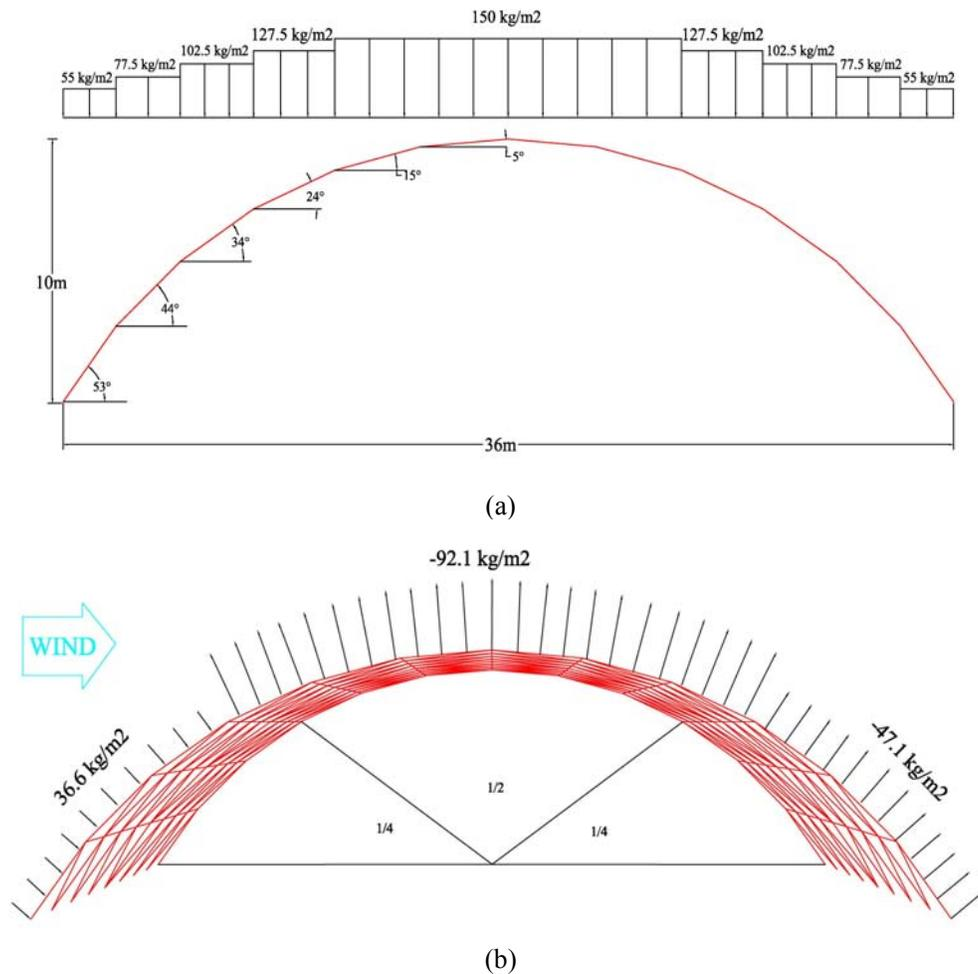 150 kg/m2
127.5 kg/m2
127.5 kg/m2
102.5 kg/m2
102.5 kg/m2
77.5 kg/m2
77.5 kg/m2
55 kg/m2
55 kg/m2
5°
15°
24°
34°
10m
44°
53°
36m
(a)
-92.1 kg/m2
WIND
36.6 kg/m2
-47.1 kg/m2
1/2
1/4
1/4
(b)